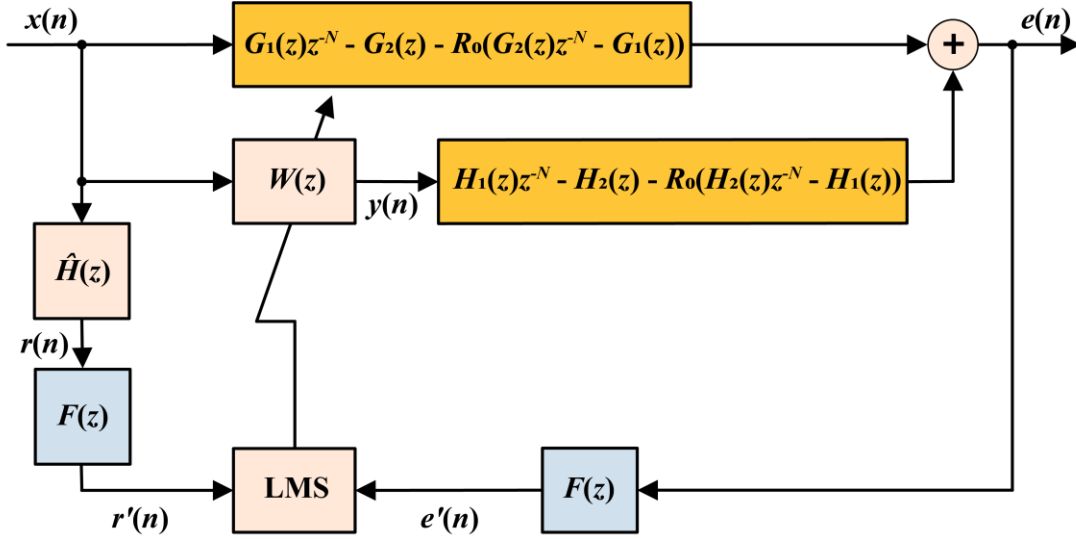 x(n)
G₁(z)z⁻ᴺ - G₂(z) - R₀(G₂(z)z⁻ᴺ - G₁(z))
+
e(n)
W(z)
y(n)
H₁(z)z⁻ᴺ - H₂(z) - R₀(H₂(z)z⁻ᴺ - H₁(z))
Ĥ(z)
r(n)
F(z)
LMS
F(z)
r'(n)
e'(n)